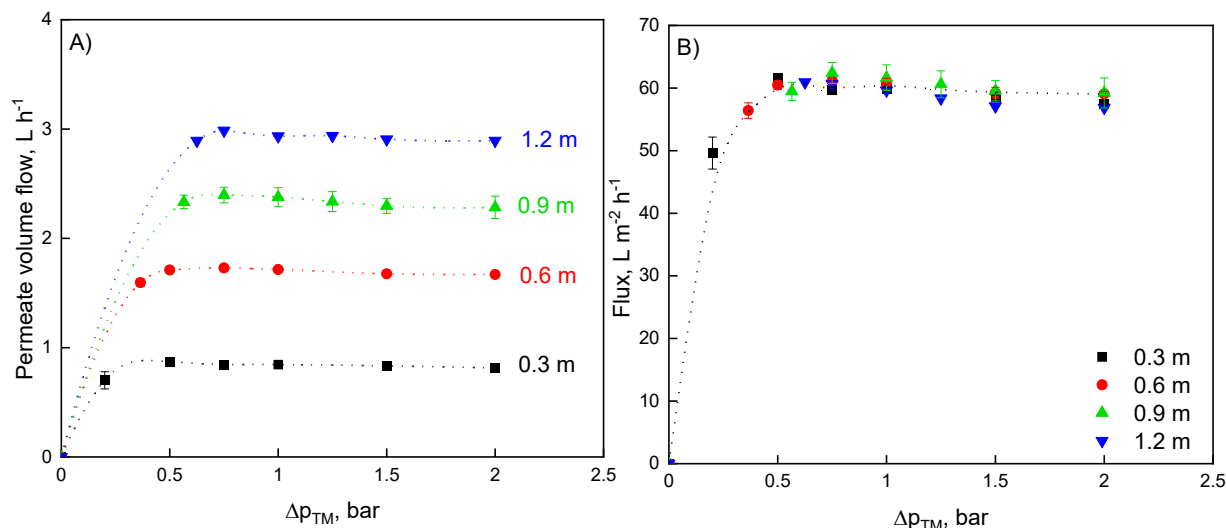 A)
Permeate volume flow, L h⁻¹
4
3
2
1
0
1.2 m
0.9 m
0.6 m
0.3 m
0 0.5 1 1.5 2 2.5
Δp_TM, bar
B)
Flux, L m⁻² h⁻¹
70
60
50
40
30
20
10
0
0.3 m
0.6 m
0.9 m
1.2 m
0 0.5 1 1.5 2 2.5
Δp_TM, bar